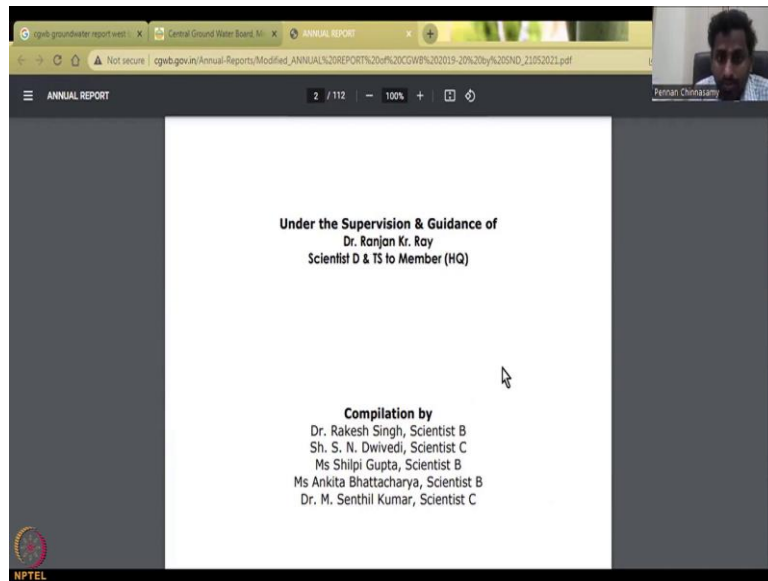 cgwb groundwater report west
Central Ground Water Board, Mi
ANNUAL REPORT
Not secure | cgwb.gov.in/Annual-Reports/Modified_ANNUAL%20REPORT%20of%20CGWB%202019-20%20by%20SND_21052021.pdf
Pennan Chinnasamy
ANNUAL REPORT
2 / 112
100%
Under the Supervision & Guidance of
Dr. Ranjan Kr. Ray
Scientist D & TS to Member (HQ)
Compilation by
Dr. Rakesh Singh, Scientist B
Sh. S. N. Dwivedi, Scientist C
Ms Shilpi Gupta, Scientist B
Ms Ankita Bhattacharya, Scientist B
Dr. M. Senthil Kumar, Scientist C
NPTEL